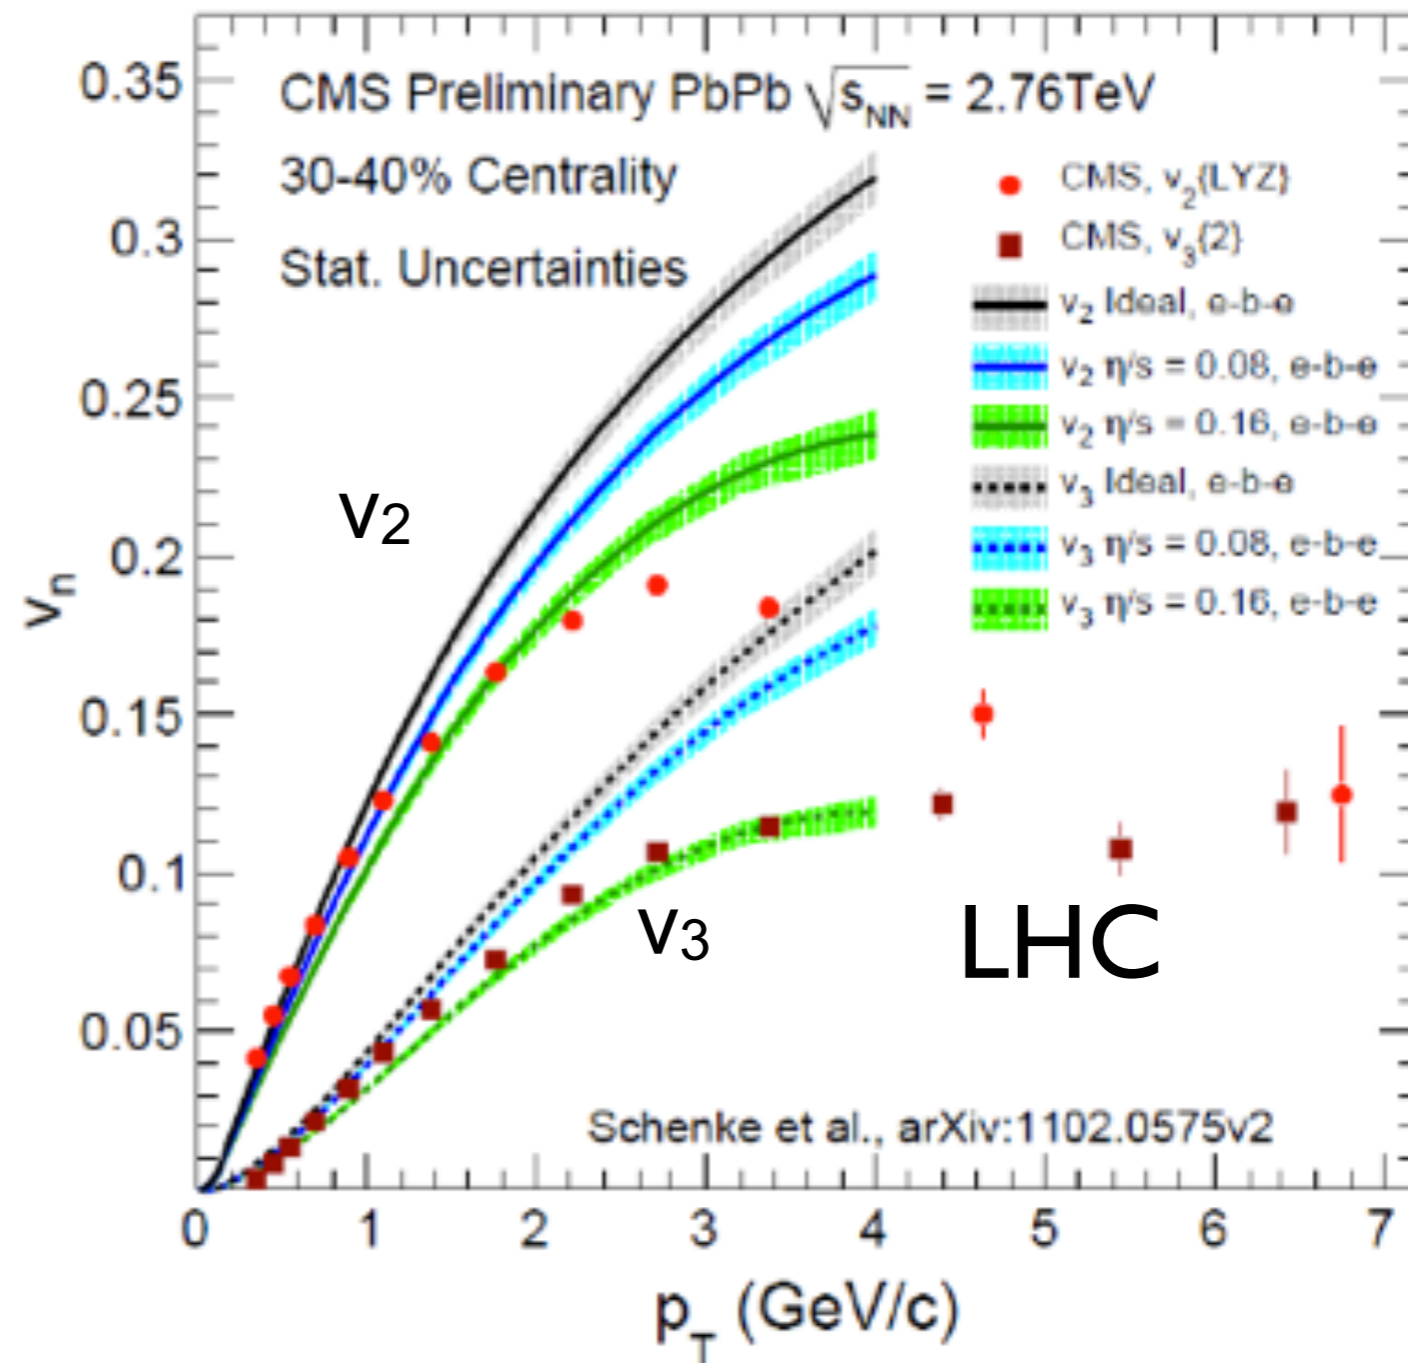 CMS Preliminary PbPb √sNN = 2.76TeV
30-40% Centrality
Stat. Uncertainties
CMS, v2{LYZ}
CMS, v3{2}
v2 Ideal, e-b-e
v2 η/s = 0.08, e-b-e
v2 η/s = 0.16, e-b-e
v3 Ideal, e-b-e
v3 η/s = 0.08, e-b-e
v3 η/s = 0.16, e-b-e
v2
v3
LHC
Schenke et al., arXiv:1102.0575v2
vn
0.35
0.3
0.25
0.2
0.15
0.1
0.05
0 1 2 3 4 5 6 7
pT (GeV/c)